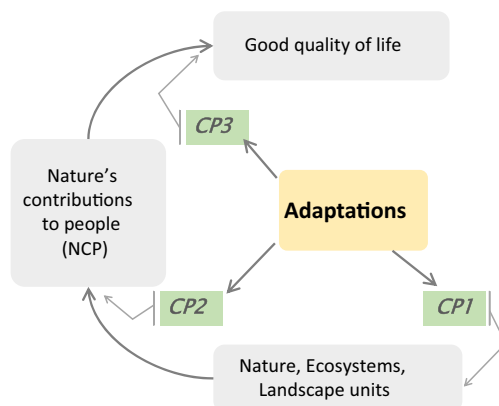 Good quality of life
CP3
Nature’s
contributions
to people
(NCP)
Adaptations
CP2
CP1
Nature, Ecosystems,
Landscape units